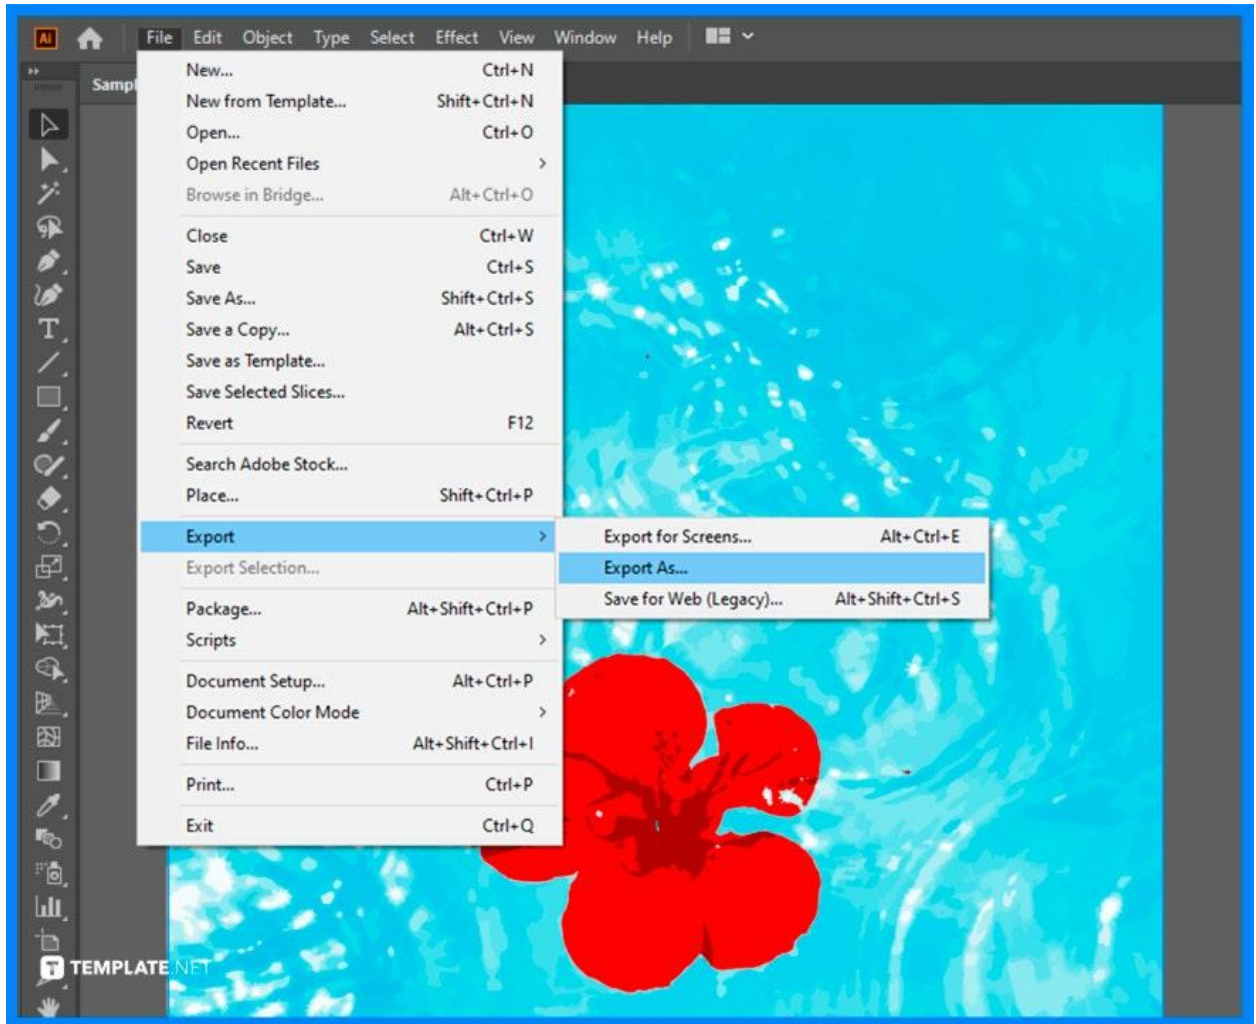 Ai
File Edit Object Type Select Effect View Window Help
Sampl
New... Ctrl+N
New from Template... Shift+Ctrl+N
Open... Ctrl+O
Open Recent Files
Browse in Bridge... Alt+Ctrl+O
Close Ctrl+W
Save Ctrl+S
Save As... Shift+Ctrl+S
Save a Copy... Alt+Ctrl+S
Save as Template...
Save Selected Slices...
Revert F12
Search Adobe Stock...
Place... Shift+Ctrl+P
Export
Export for Screens... Alt+Ctrl+E
Export Selection...
Export As...
Package... Alt+Shift+Ctrl+P
Save for Web (Legacy)... Alt+Shift+Ctrl+S
Scripts
Document Setup... Alt+Ctrl+P
Document Color Mode
File Info... Alt+Shift+Ctrl+I
Print... Ctrl+P
Exit Ctrl+Q
T TEMPLATE.NET